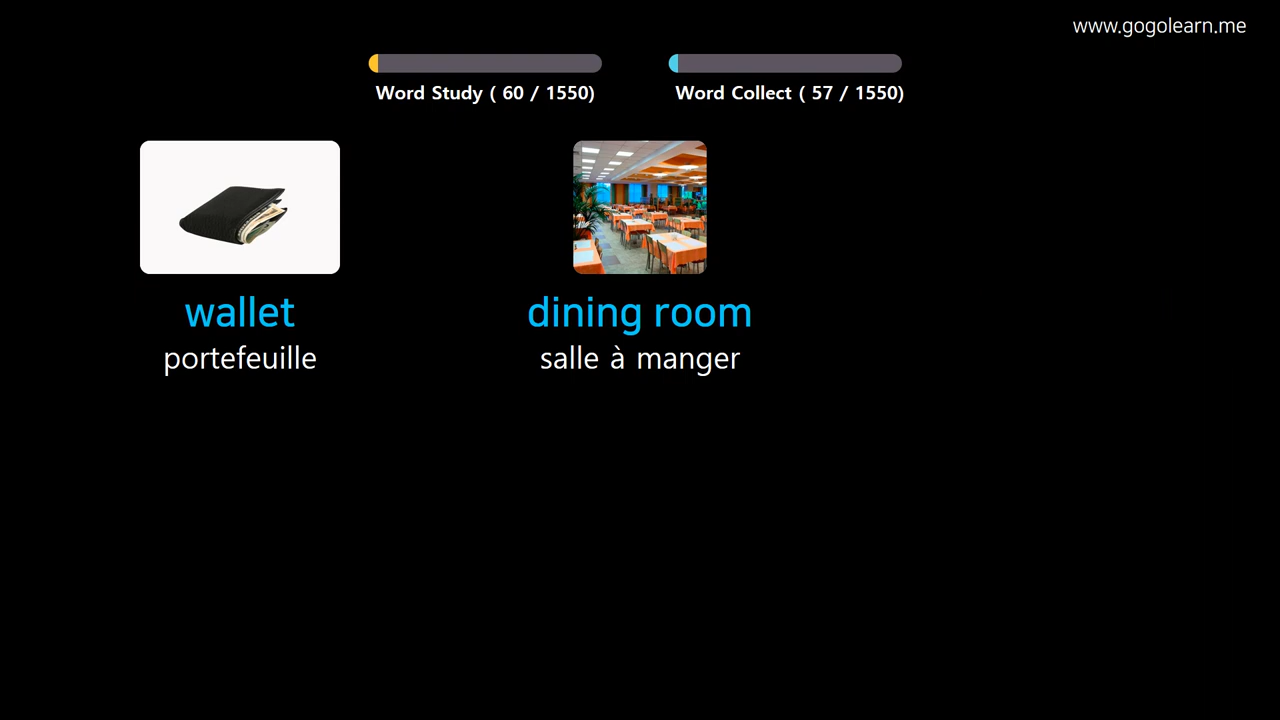 www.gogolearn.me
Word Study ( 60 / 1550)
Word Collect ( 57 / 1550)
wallet
portefeuille
dining room
salle à manger